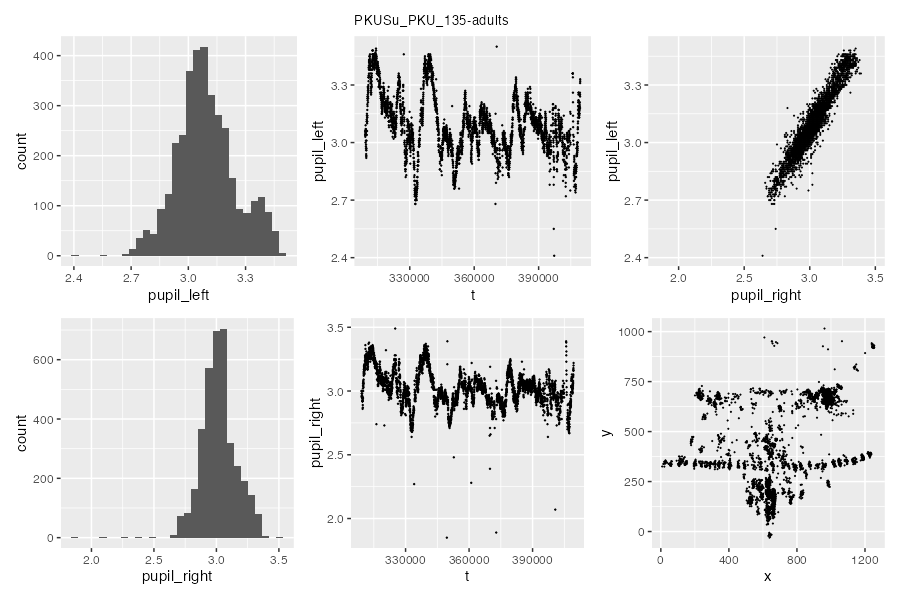 PKUSu_PKU_135-adults
count
400
300
200
100
0
2.4 2.7 3.0 3.3
pupil_left
pupil_left
3.3
3.0
2.7
2.4
330000 360000 390000
t
pupil_left
3.3
3.0
2.7
2.4
2.0 2.5 3.0 3.5
pupil_right
count
600
400
200
0
2.0 2.5 3.0 3.5
pupil_right
pupil_right
3.5
3.0
2.5
2.0
330000 360000 390000
t
y
1000
750
500
250
0
0 400 800 1200
x